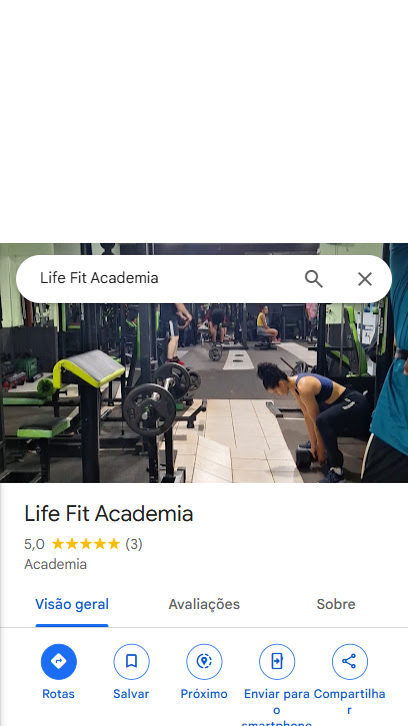 Life Fit Academia
Life Fit Academia
5,0 ★★★★★ (3)
Academia
Visão geral
Avaliações
Sobre
Rotas
Salvar
Próximo
Enviar para
o
smartphone
Compartilha
r